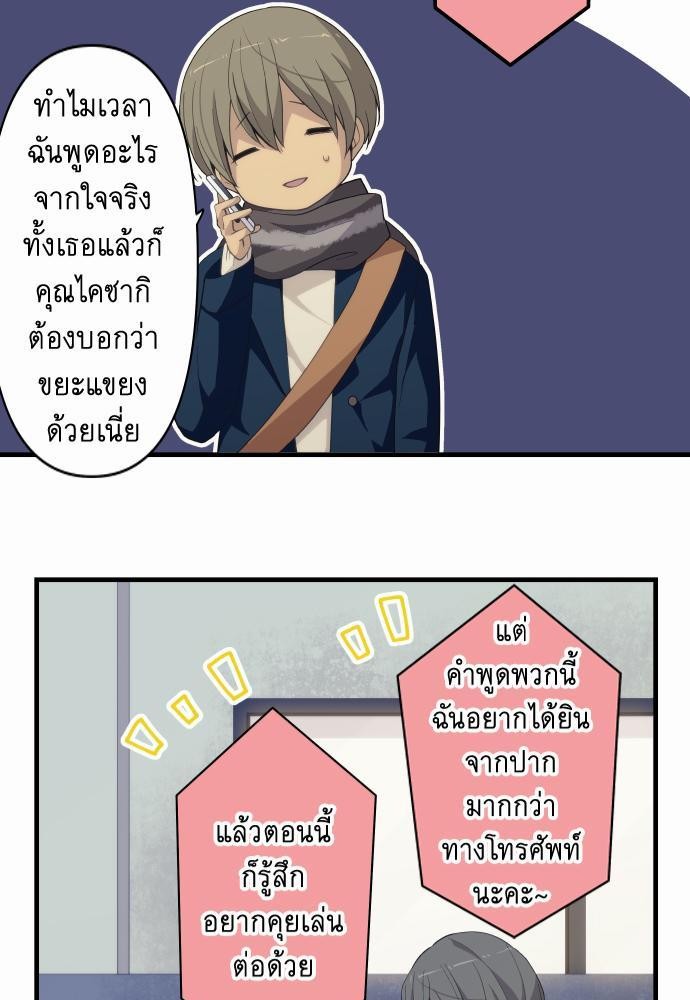 ทำไมเวลา
ฉันพูดอะไร
จากใจจริง
ทั้งเธอแล้วก็
คุณไคซากิ
ต้องบอกว่า
ขยะแขยง
ด้วยเนี่ย
แต่
คำพูดพวกนี้
ฉันอยากได้ยิน
จากปาก
มากกว่า
ทางโทรศัพท์
นะคะ~
แล้วตอนนี้
ก็รู้สึก
อยากคุยเล่น
ต่อด้วย